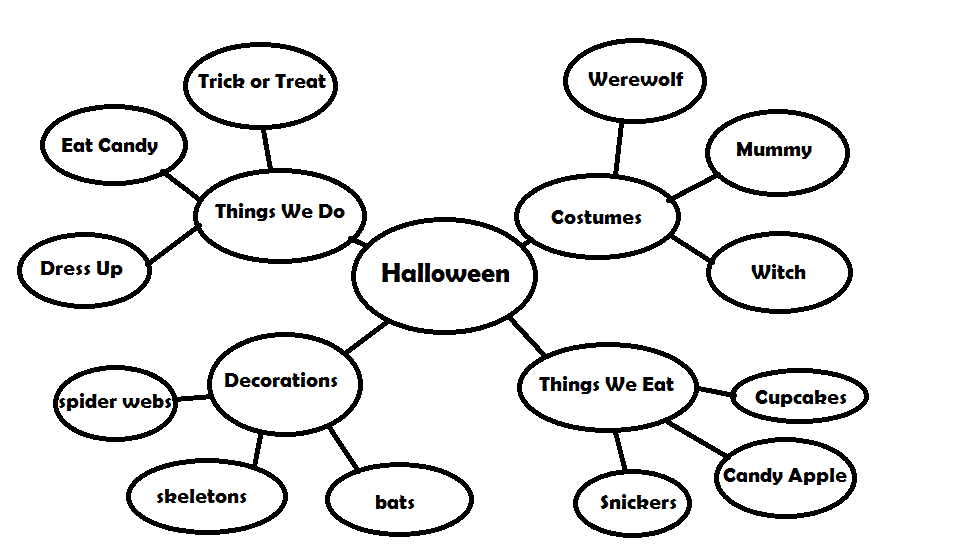 Trick or Treat
Eat Candy
Things We Do
Dress Up
Werewolf
Mummy
Costumes
Witch
Halloween
Decorations
spider webs
skeletons
bats
Things We Eat
Cupcakes
Candy Apple
Snickers